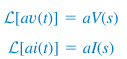 ℒ[av(t)] = aV(s)
ℒ[ai(t)] = aI(s)